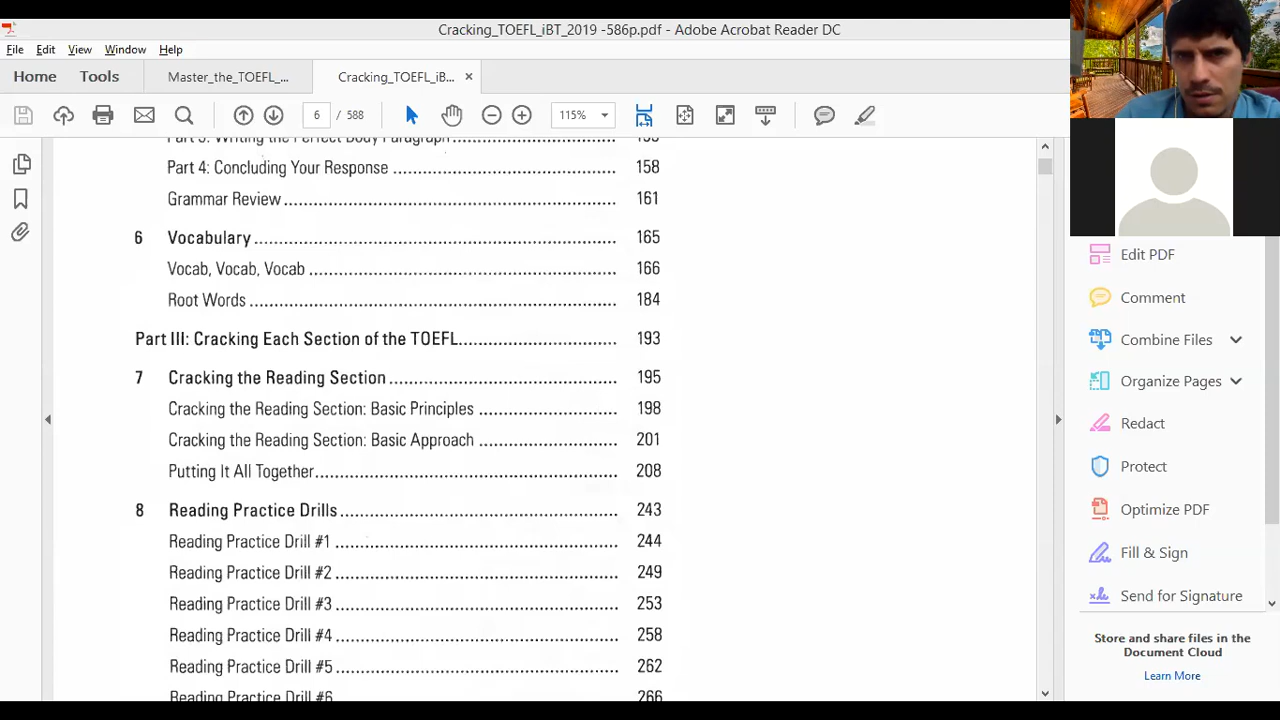 Cracking_TOEFL_iBT_2019 -586p.pdf - Adobe Acrobat Reader DC
File Edit View Window Help
Home Tools Master_the_TOEFL_... Cracking_TOEFL_iB... ×
6 / 588 115%
Part 3: Writing the Perfect Body Paragraph
Part 4: Concluding Your Response 158
Grammar Review 161
6 Vocabulary 165
Vocab, Vocab, Vocab 166
Root Words 184
Part III: Cracking Each Section of the TOEFL 193
7 Cracking the Reading Section 195
Cracking the Reading Section: Basic Principles 198
Cracking the Reading Section: Basic Approach 201
Putting It All Together 208
8 Reading Practice Drills 243
Reading Practice Drill #1 244
Reading Practice Drill #2 249
Reading Practice Drill #3 253
Reading Practice Drill #4 258
Reading Practice Drill #5 262
Reading Practice Drill #6 266
Edit PDF
Comment
Combine Files
Organize Pages
Redact
Protect
Optimize PDF
Fill & Sign
Send for Signature
Store and share files in the
Document Cloud
Learn More